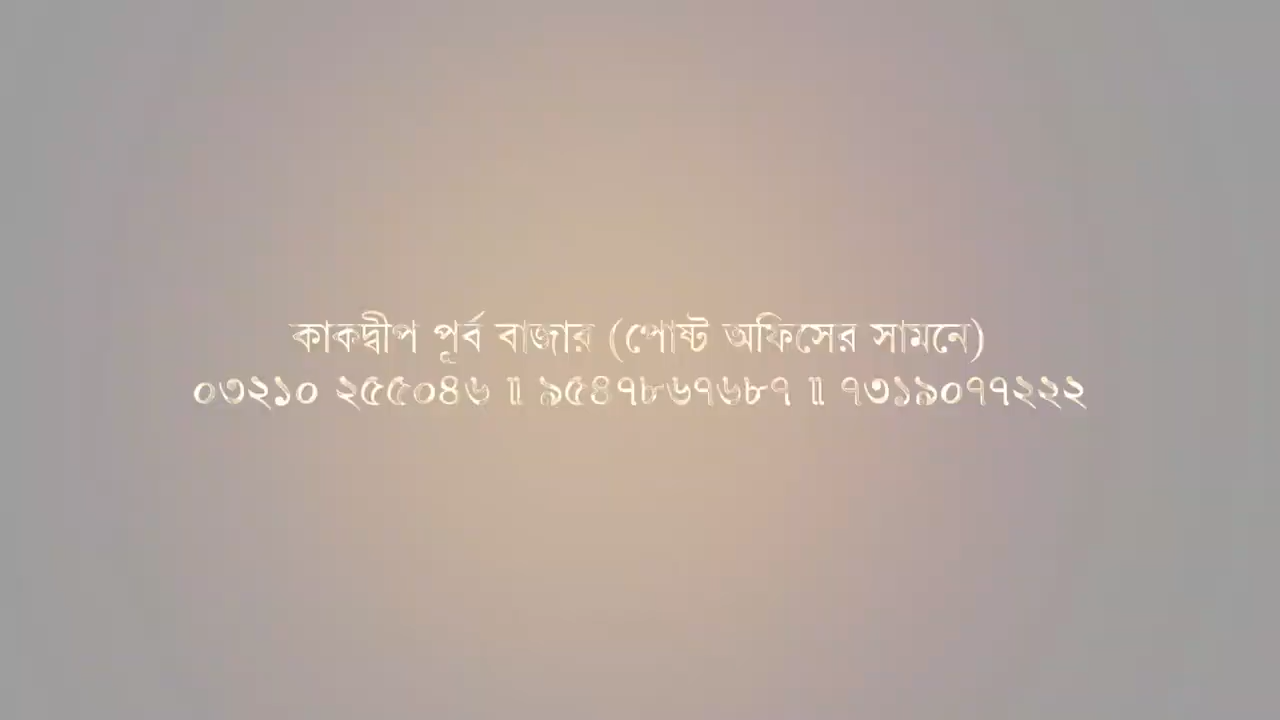 কাকদ্বীপ পূর্ব বাজার (পোষ্ট অফিসের সামনে)
০৩২১০ ২৫৫০৪৬ ॥ ৯৫৪৭৮৬৭৬৮৭ ॥ ৭৩১৯০৭৭২২২